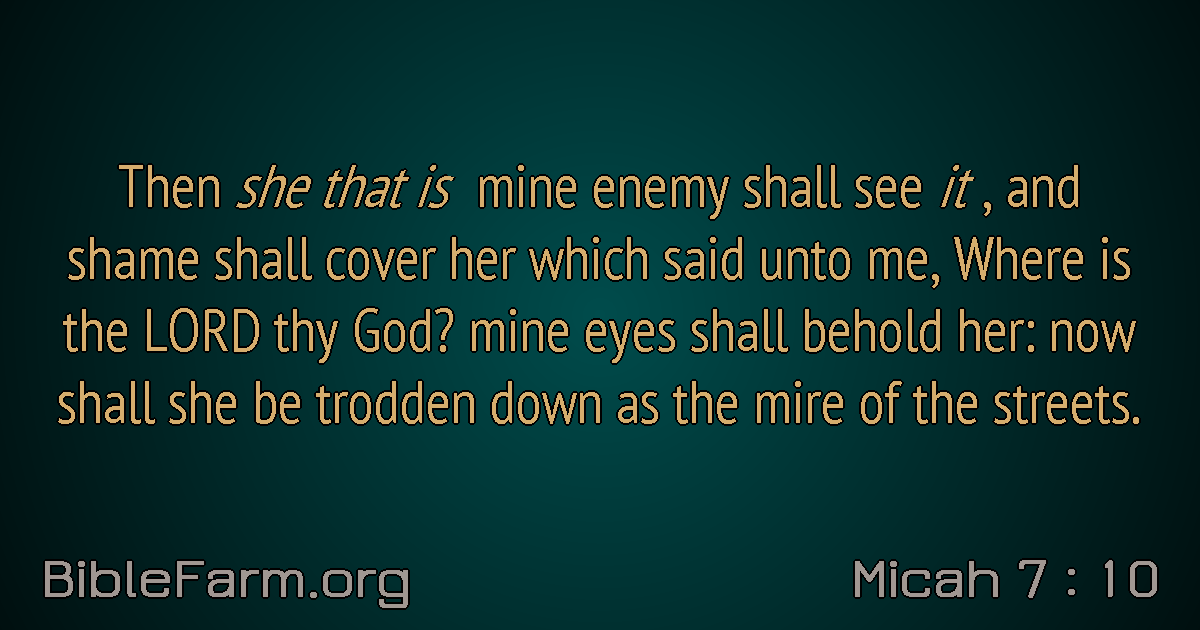 Then she that is mine enemy shall see it , and
shame shall cover her which said unto me, Where is
the LORD thy God? mine eyes shall behold her: now
shall she be trodden down as the mire of the streets.
BibleFarm.org
Micah 7 : 10